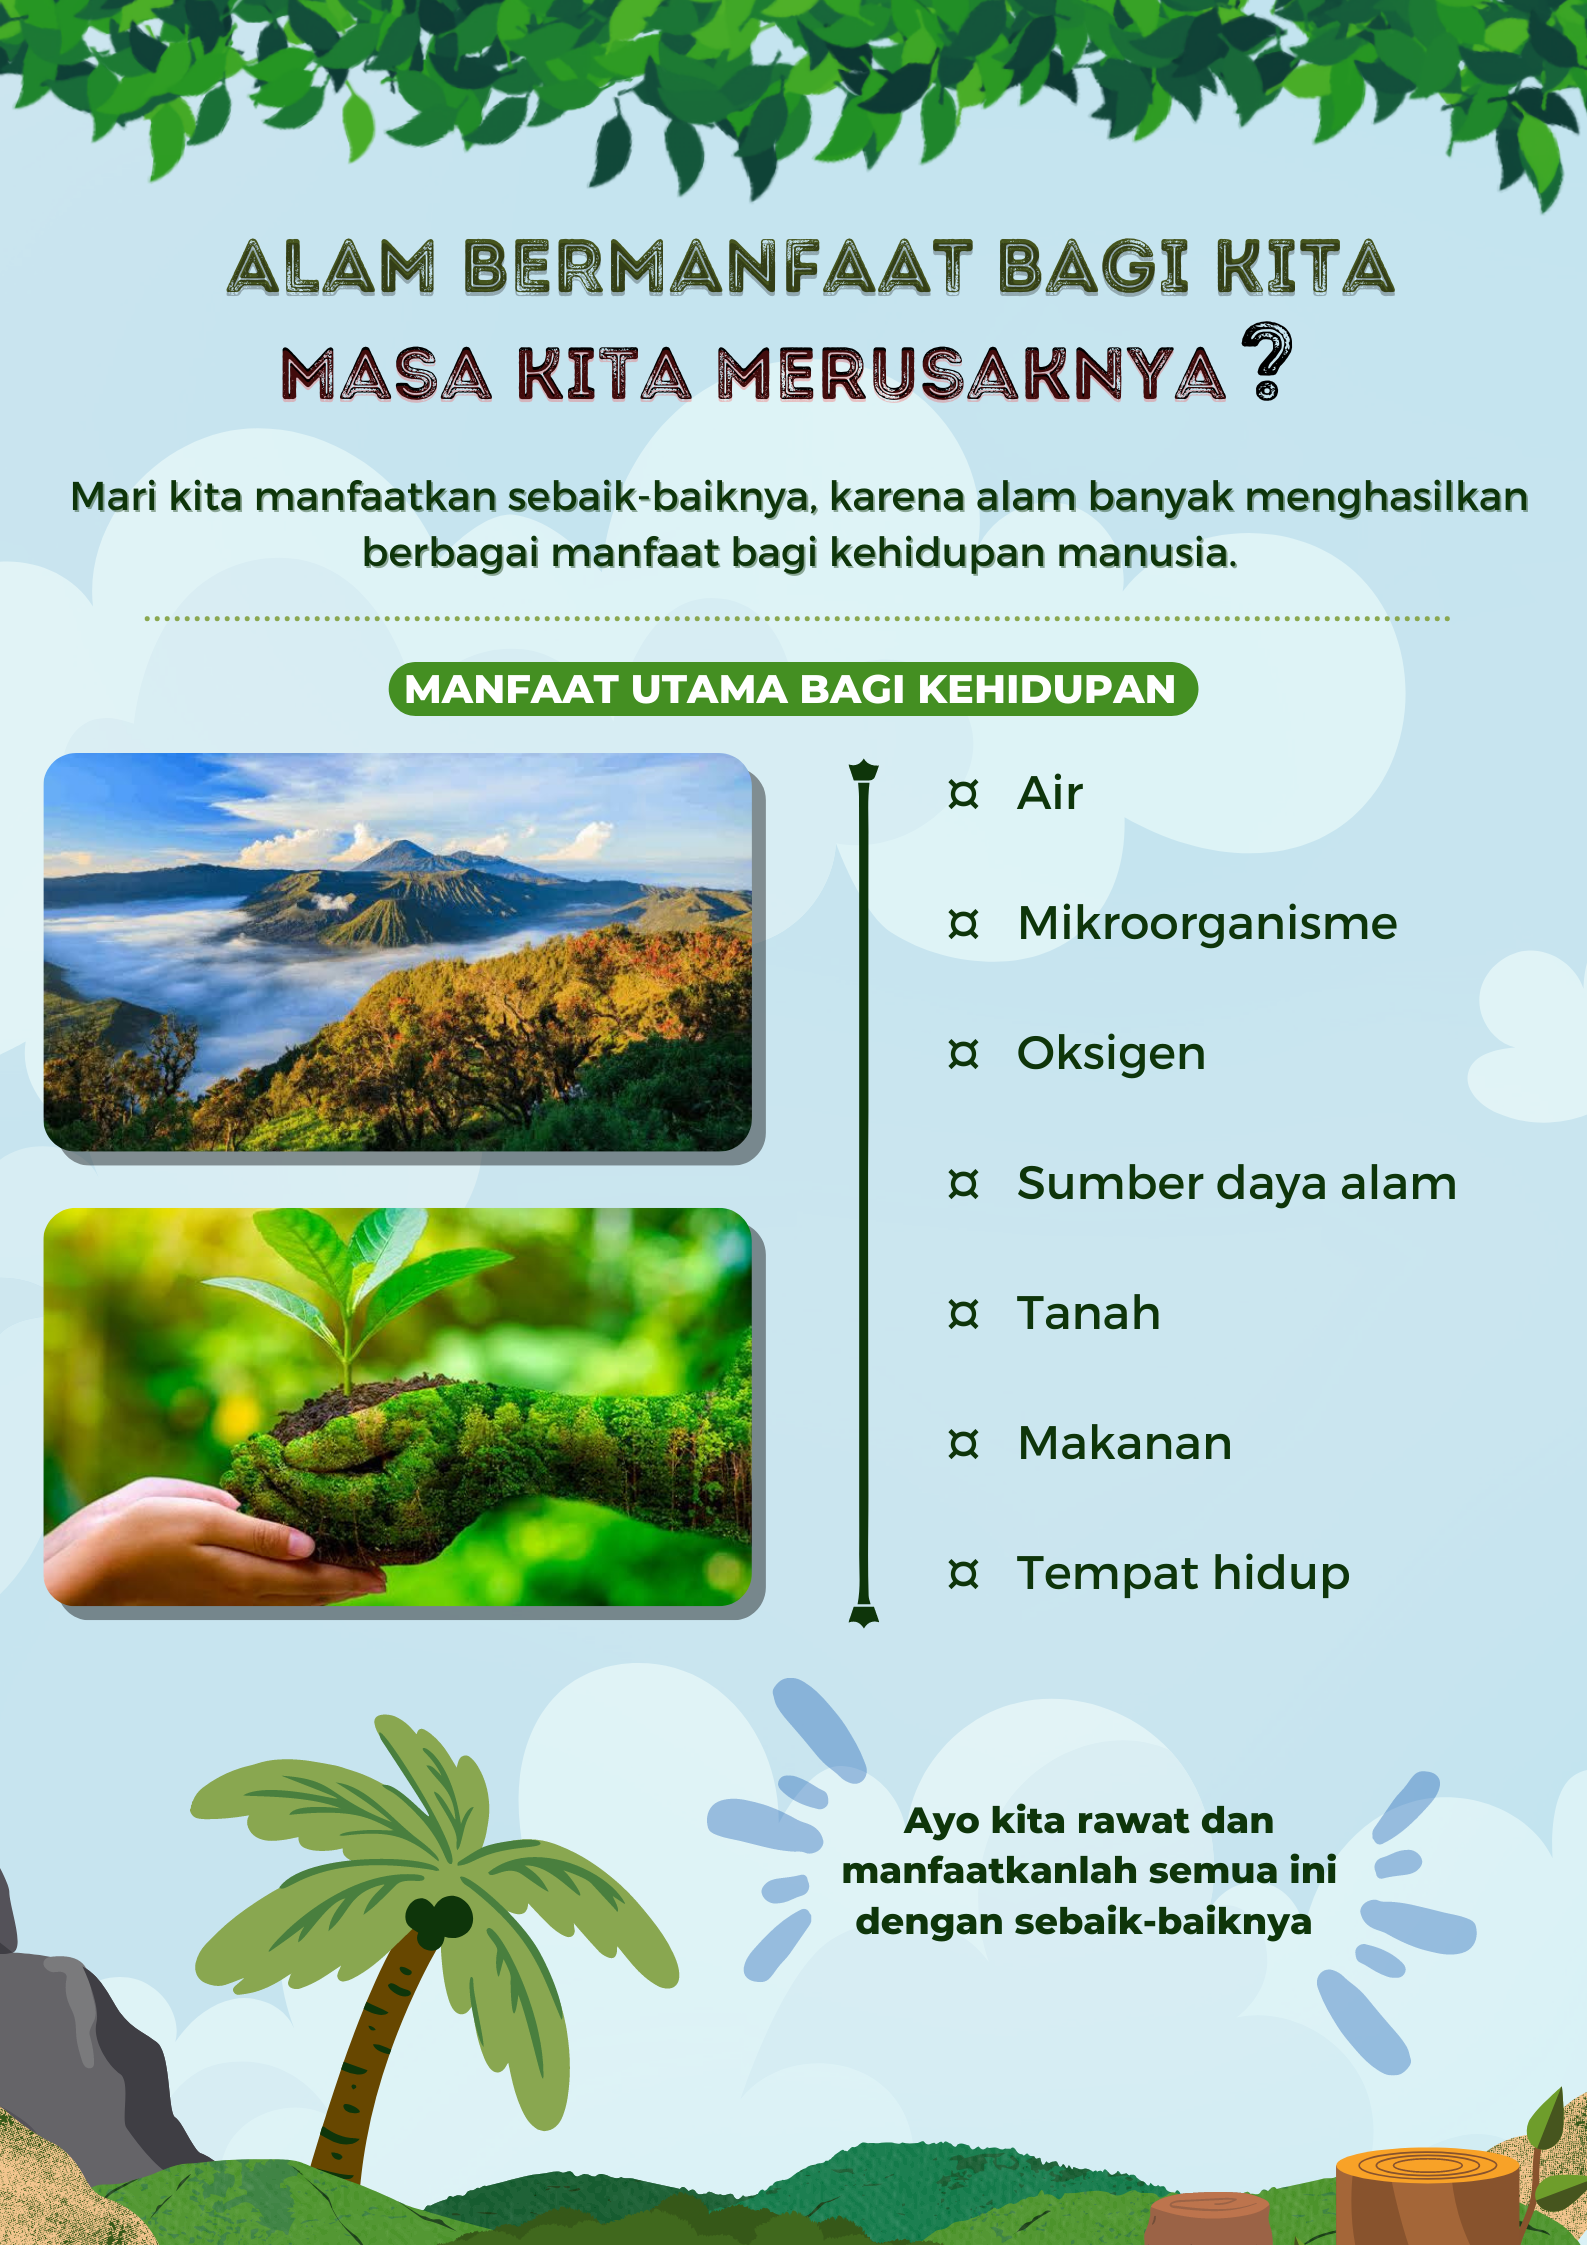 ALAM BERMANFAAT BAGI KITA
MASA KITA MERUSAKNYA?
Mari kita manfaatkan sebaik-baiknya, karena alam banyak menghasilkan
berbagai manfaat bagi kehidupan manusia.
MANFAAT UTAMA BAGI KEHIDUPAN
¤ Air
¤ Mikroorganisme
¤ Oksigen
¤ Sumber daya alam
¤ Tanah
¤ Makanan
¤ Tempat hidup
Ayo kita rawat dan
manfaatkanlah semua ini
dengan sebaik-baiknya